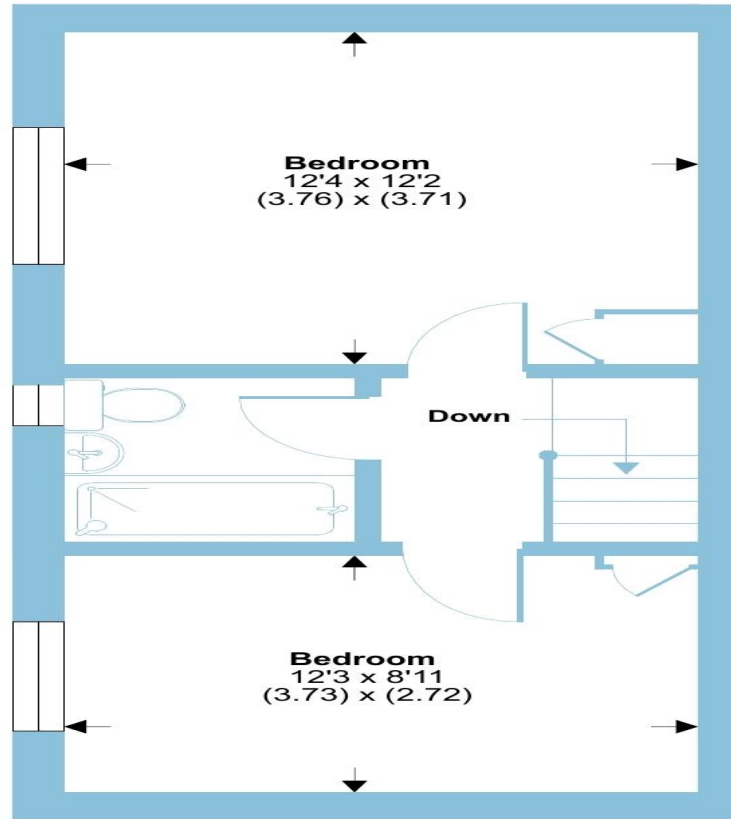 Bedroom
12'4 x 12'2
(3.76) x (3.71)
Down
Bedroom
12'3 x 8'11
(3.73) x (2.72)